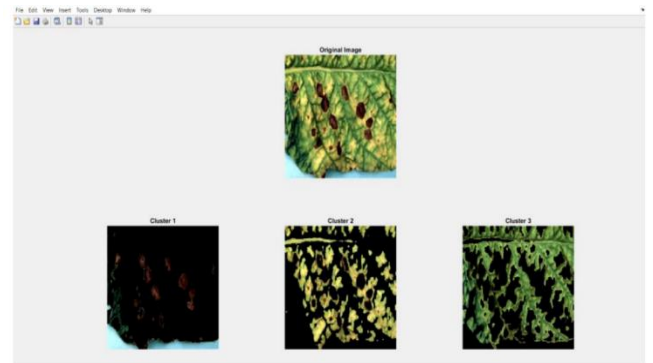 File Edit View Insert Tools Desktop Window Help
Original Image
Cluster 1
Cluster 2
Cluster 3